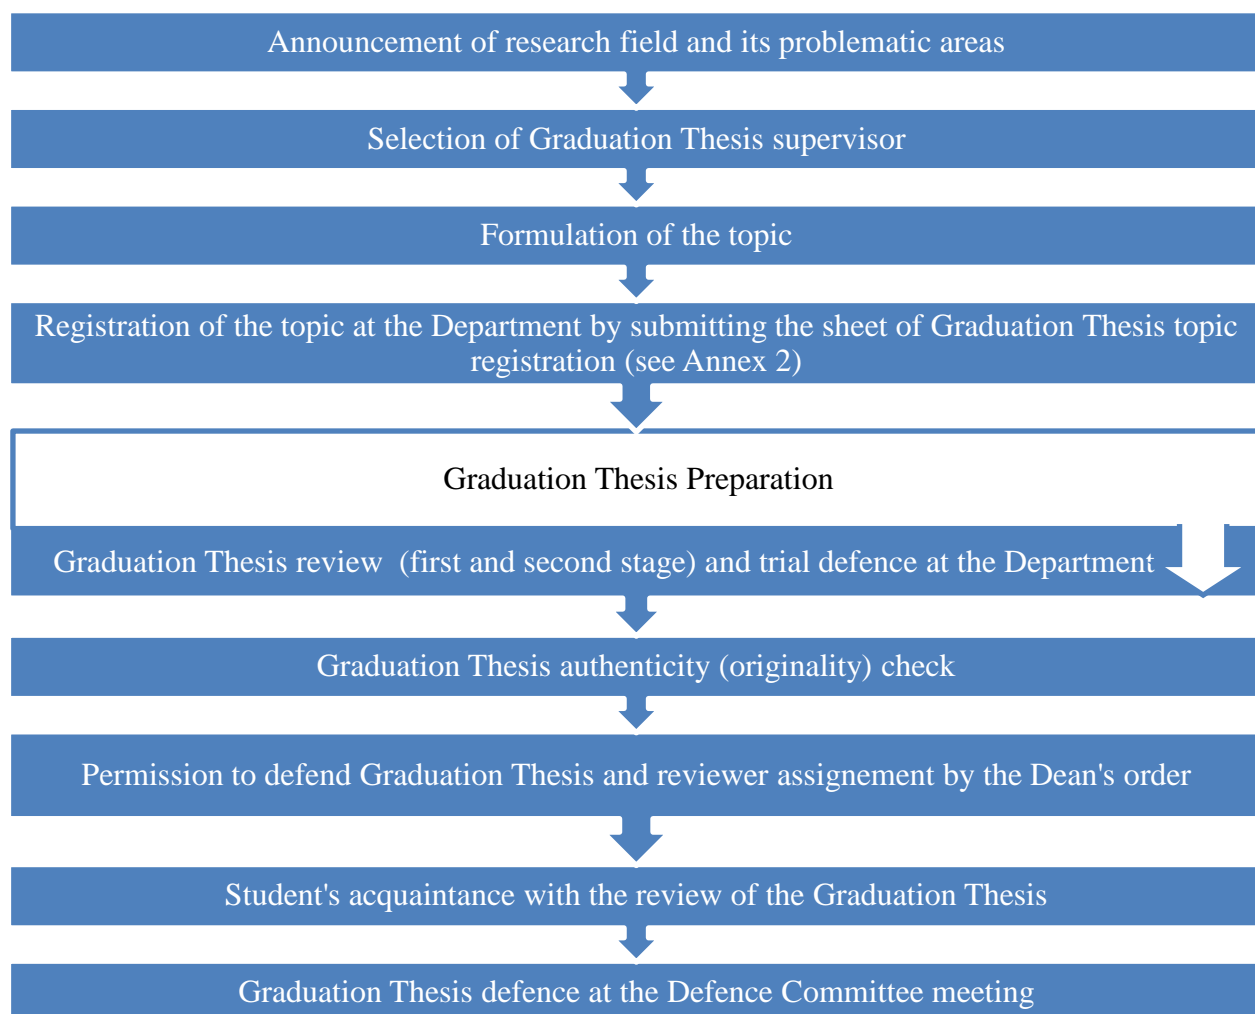 Announcement of research field and its problematic areas
Selection of Graduation Thesis supervisor
Formulation of the topic
Registration of the topic at the Department by submitting the sheet of Graduation Thesis topic
registration (see Annex 2)
Graduation Thesis Preparation
Graduation Thesis review (first and second stage) and trial defence at the Department
Graduation Thesis authenticity (originality) check
Permission to defend Graduation Thesis and reviewer assignement by the Dean's order
Student's acquaintance with the review of the Graduation Thesis
Graduation Thesis defence at the Defence Committee meeting